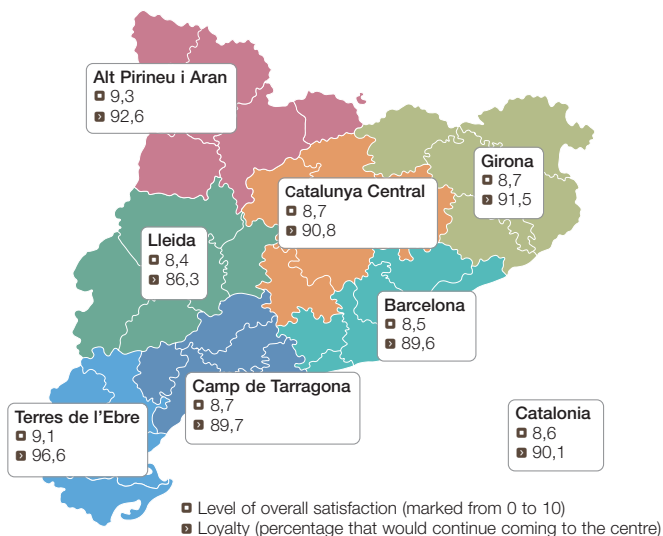 Alt Pirineu i Aran
9,3
92,6
Girona
8,7
91,5
Catalunya Central
8,7
90,8
Lleida
8,4
86,3
Barcelona
8,5
89,6
Camp de Tarragona
8,7
89,7
Terres de l'Ebre
9,1
96,6
Catalonia
8,6
90,1
Level of overall satisfaction (marked from 0 to 10)
Loyalty (percentage that would continue coming to the centre)